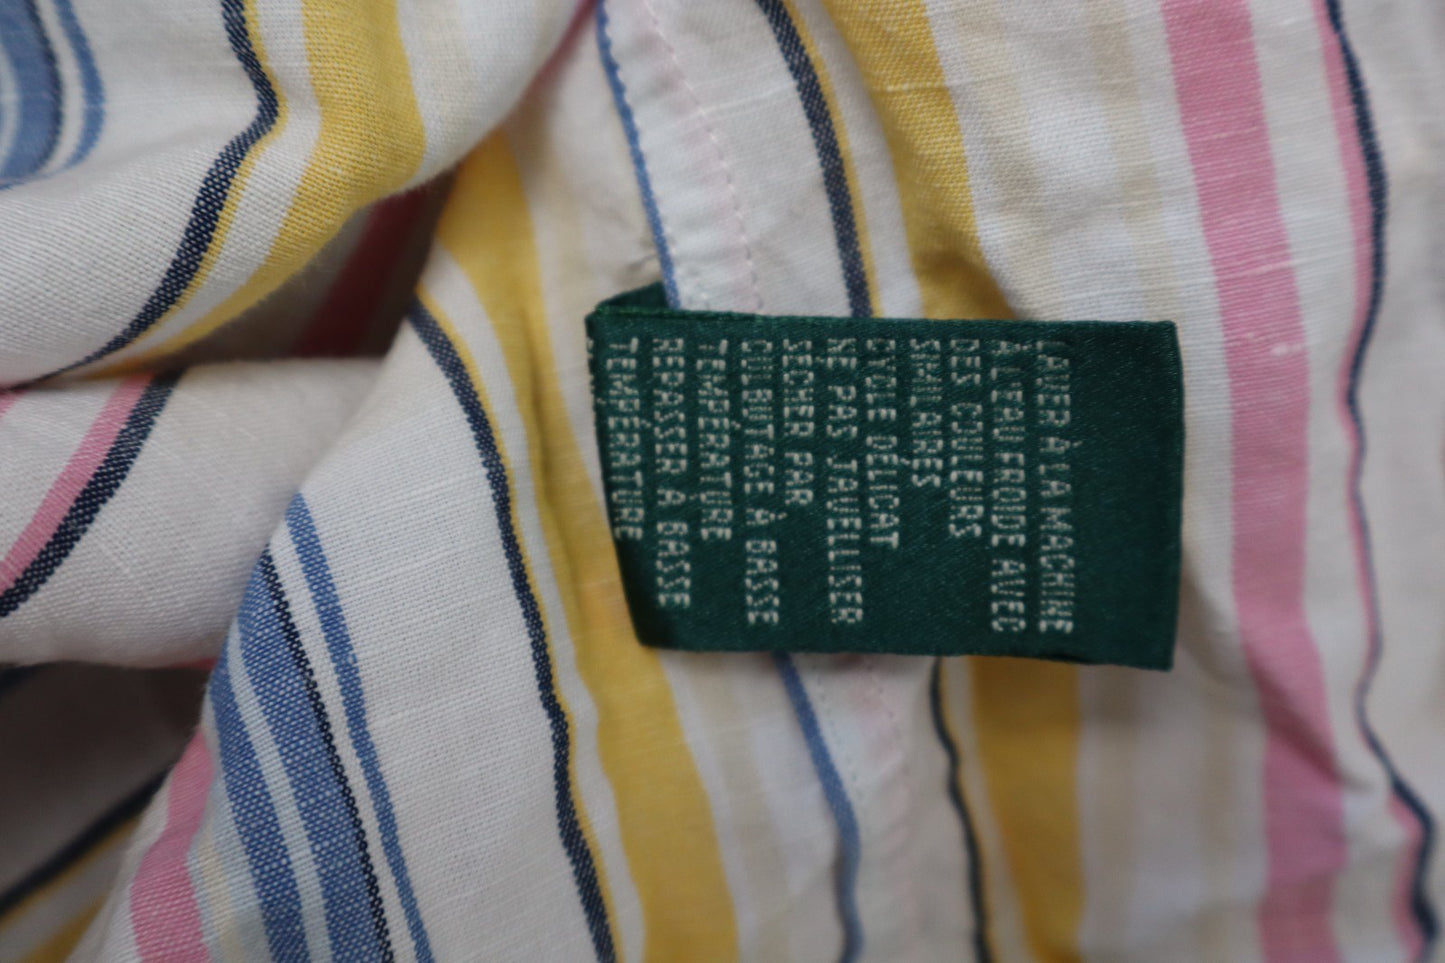 LAVER À LA MACHINE
À L'EAU FROIDE AVEC
DES COULEURS
SIMILAIRES
CYCLE DÉLICAT
NE PAS JAVELLISER
SÉCHER PAR
CULBUTAGE À BASSE
TEMPÉRATURE
REPASSER À BASSE
TEMPÉRATURE